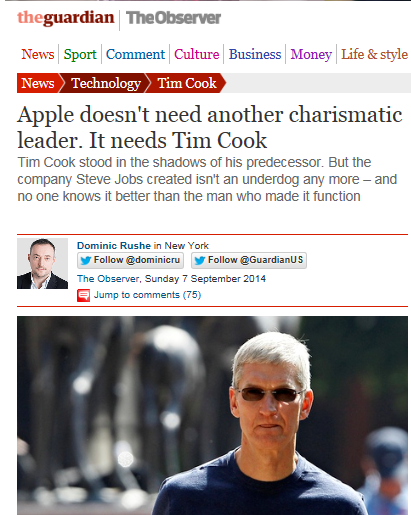 theguardian TheObserver
News Sport Comment Culture Business Money Life & style
News Technology Tim Cook
Apple doesn't need another charismatic
leader. It needs Tim Cook
Tim Cook stood in the shadows of his predecessor. But the
company Steve Jobs created isn't an underdog any more – and
no one knows it better than the man who made it function
Dominic Rushe in New York
Follow @dominicru Follow @GuardianUS
The Observer, Sunday 7 September 2014
Jump to comments (75)